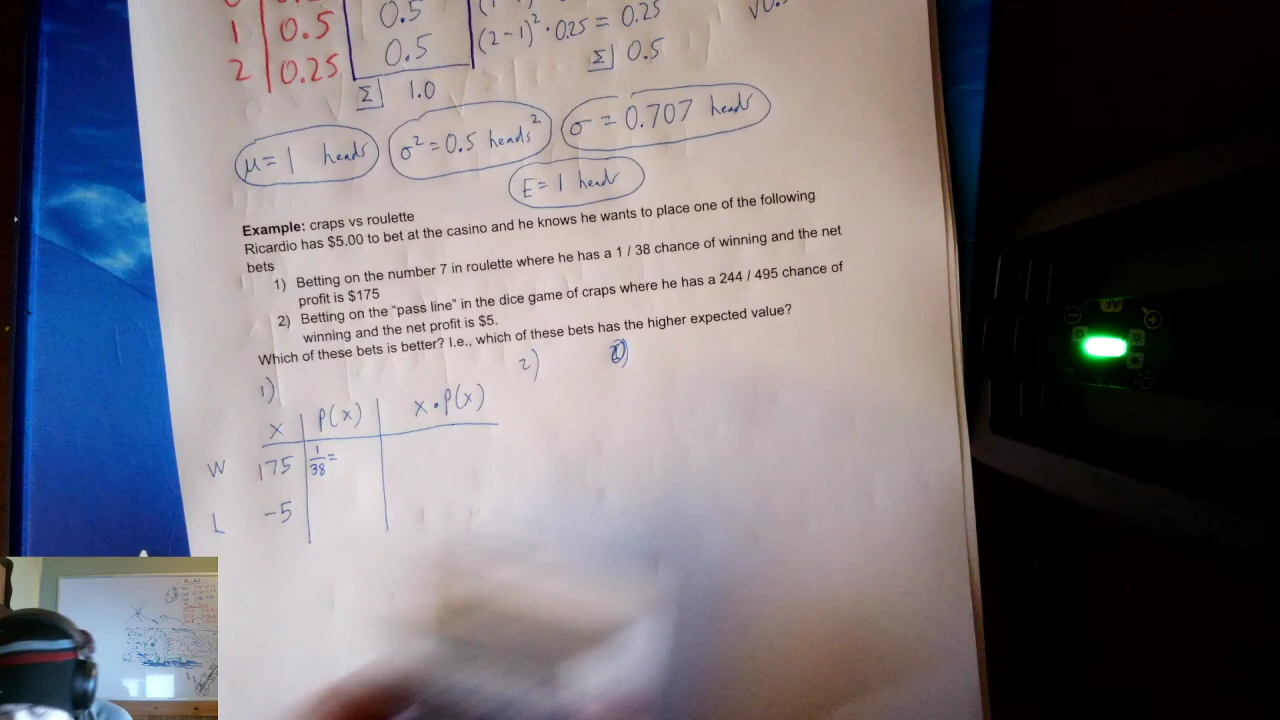 0.5
1 0.5 0.5 (2-1)² · 0.25 = 0.25
2 0.25 Σ 0.5
Σ 1.0
μ = 1 heads σ² = 0.5 heads² σ = 0.707 heads
E = 1 heads
Example: craps vs roulette
Ricardio has $5.00 to bet at the casino and he knows he wants to place one of the following
bets
1) Betting on the number 7 in roulette where he has a 1 / 38 chance of winning and the net
profit is $175
2) Betting on the "pass line" in the dice game of craps where he has a 244 / 495 chance of
winning and the net profit is $5.
Which of these bets is better? I.e., which of these bets has the higher expected value?
1) 2)
x P(x) x·P(x)
W 175 1/38 =
L -5